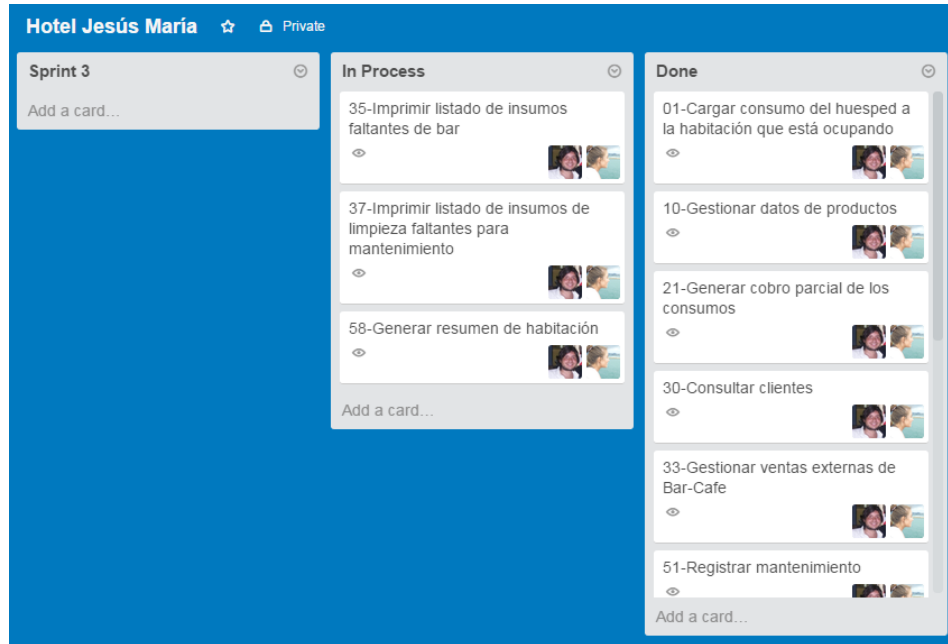 Hotel Jesús María
Private
Sprint 3
Add a card...
In Process
35-Imprimir listado de insumos
faltantes de bar
37-Imprimir listado de insumos de
limpieza faltantes para
mantenimiento
58-Generar resumen de habitación
Add a card...
Done
01-Cargar consumo del huesped a
la habitación que está ocupando
10-Gestionar datos de productos
21-Generar cobro parcial de los
consumos
30-Consultar clientes
33-Gestionar ventas externas de
Bar-Cafe
51-Registrar mantenimiento
Add a card...